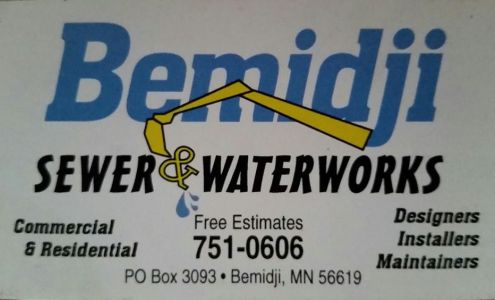 Bemidji
SEWER & WATERWORKS
Commercial
& Residential
Free Estimates
751-0606
Designers
Installers
Maintainers
PO Box 3093 • Bemidji, MN 56619